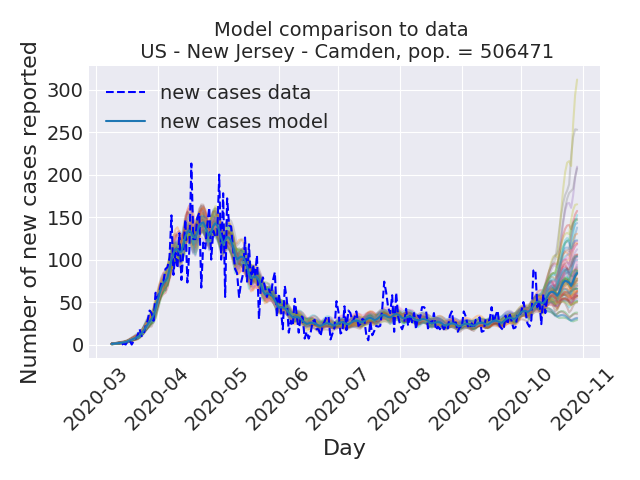 Model comparison to data
US - New Jersey - Camden, pop. = 506471
Number of new cases reported
300
250
200
150
100
50
0
new cases data
new cases model
2020-03
2020-04
2020-05
2020-06
2020-07
2020-08
2020-09
2020-10
2020-11
Day